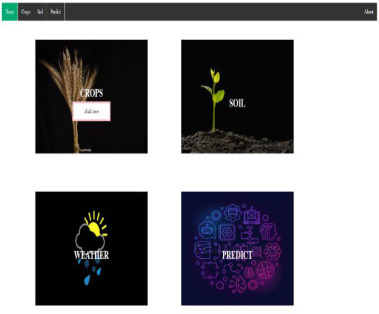 Home Crops Soil Predict About
CROPS
click here
SOIL
WEATHER
PREDICT